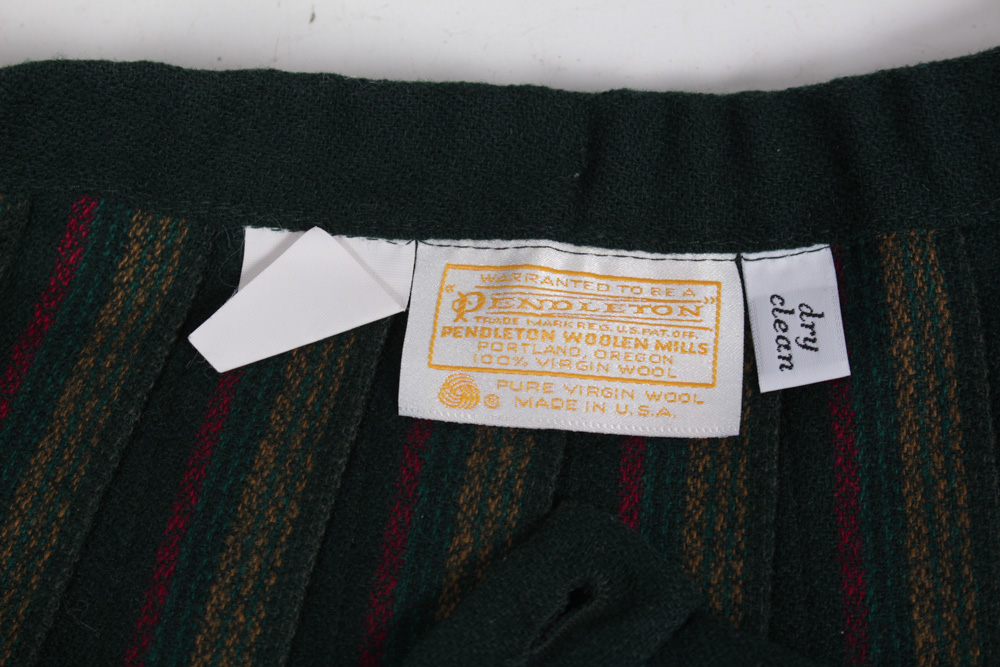 WARRANTED TO BE A
"PENDLETON"
TRADE MARK REG. U.S. PAT. OFF.
PENDLETON WOOLEN MILLS
PORTLAND, OREGON
100% VIRGIN WOOL
PURE VIRGIN WOOL
® MADE IN U.S.A.
dry
clean